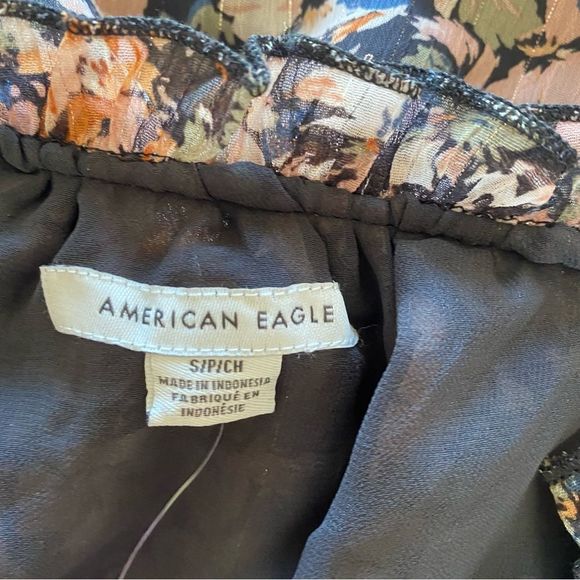 AMERICAN EAGLE
S/P/CH
MADE IN INDONESIA
FABRIQUÉ EN
INDONÉSIE